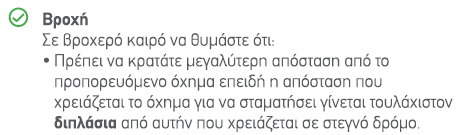 Βροχή
Σε βροχερό καιρό να θυμάστε ότι:
• Πρέπει να κρατάτε μεγαλύτερη απόσταση από το
προπορευόμενο όχημα επειδή η απόσταση που
χρειάζεται το όχημα για να σταματήσει γίνεται τουλάχιστον
διπλάσια από αυτήν που χρειάζεται σε στεγνό δρόμο.